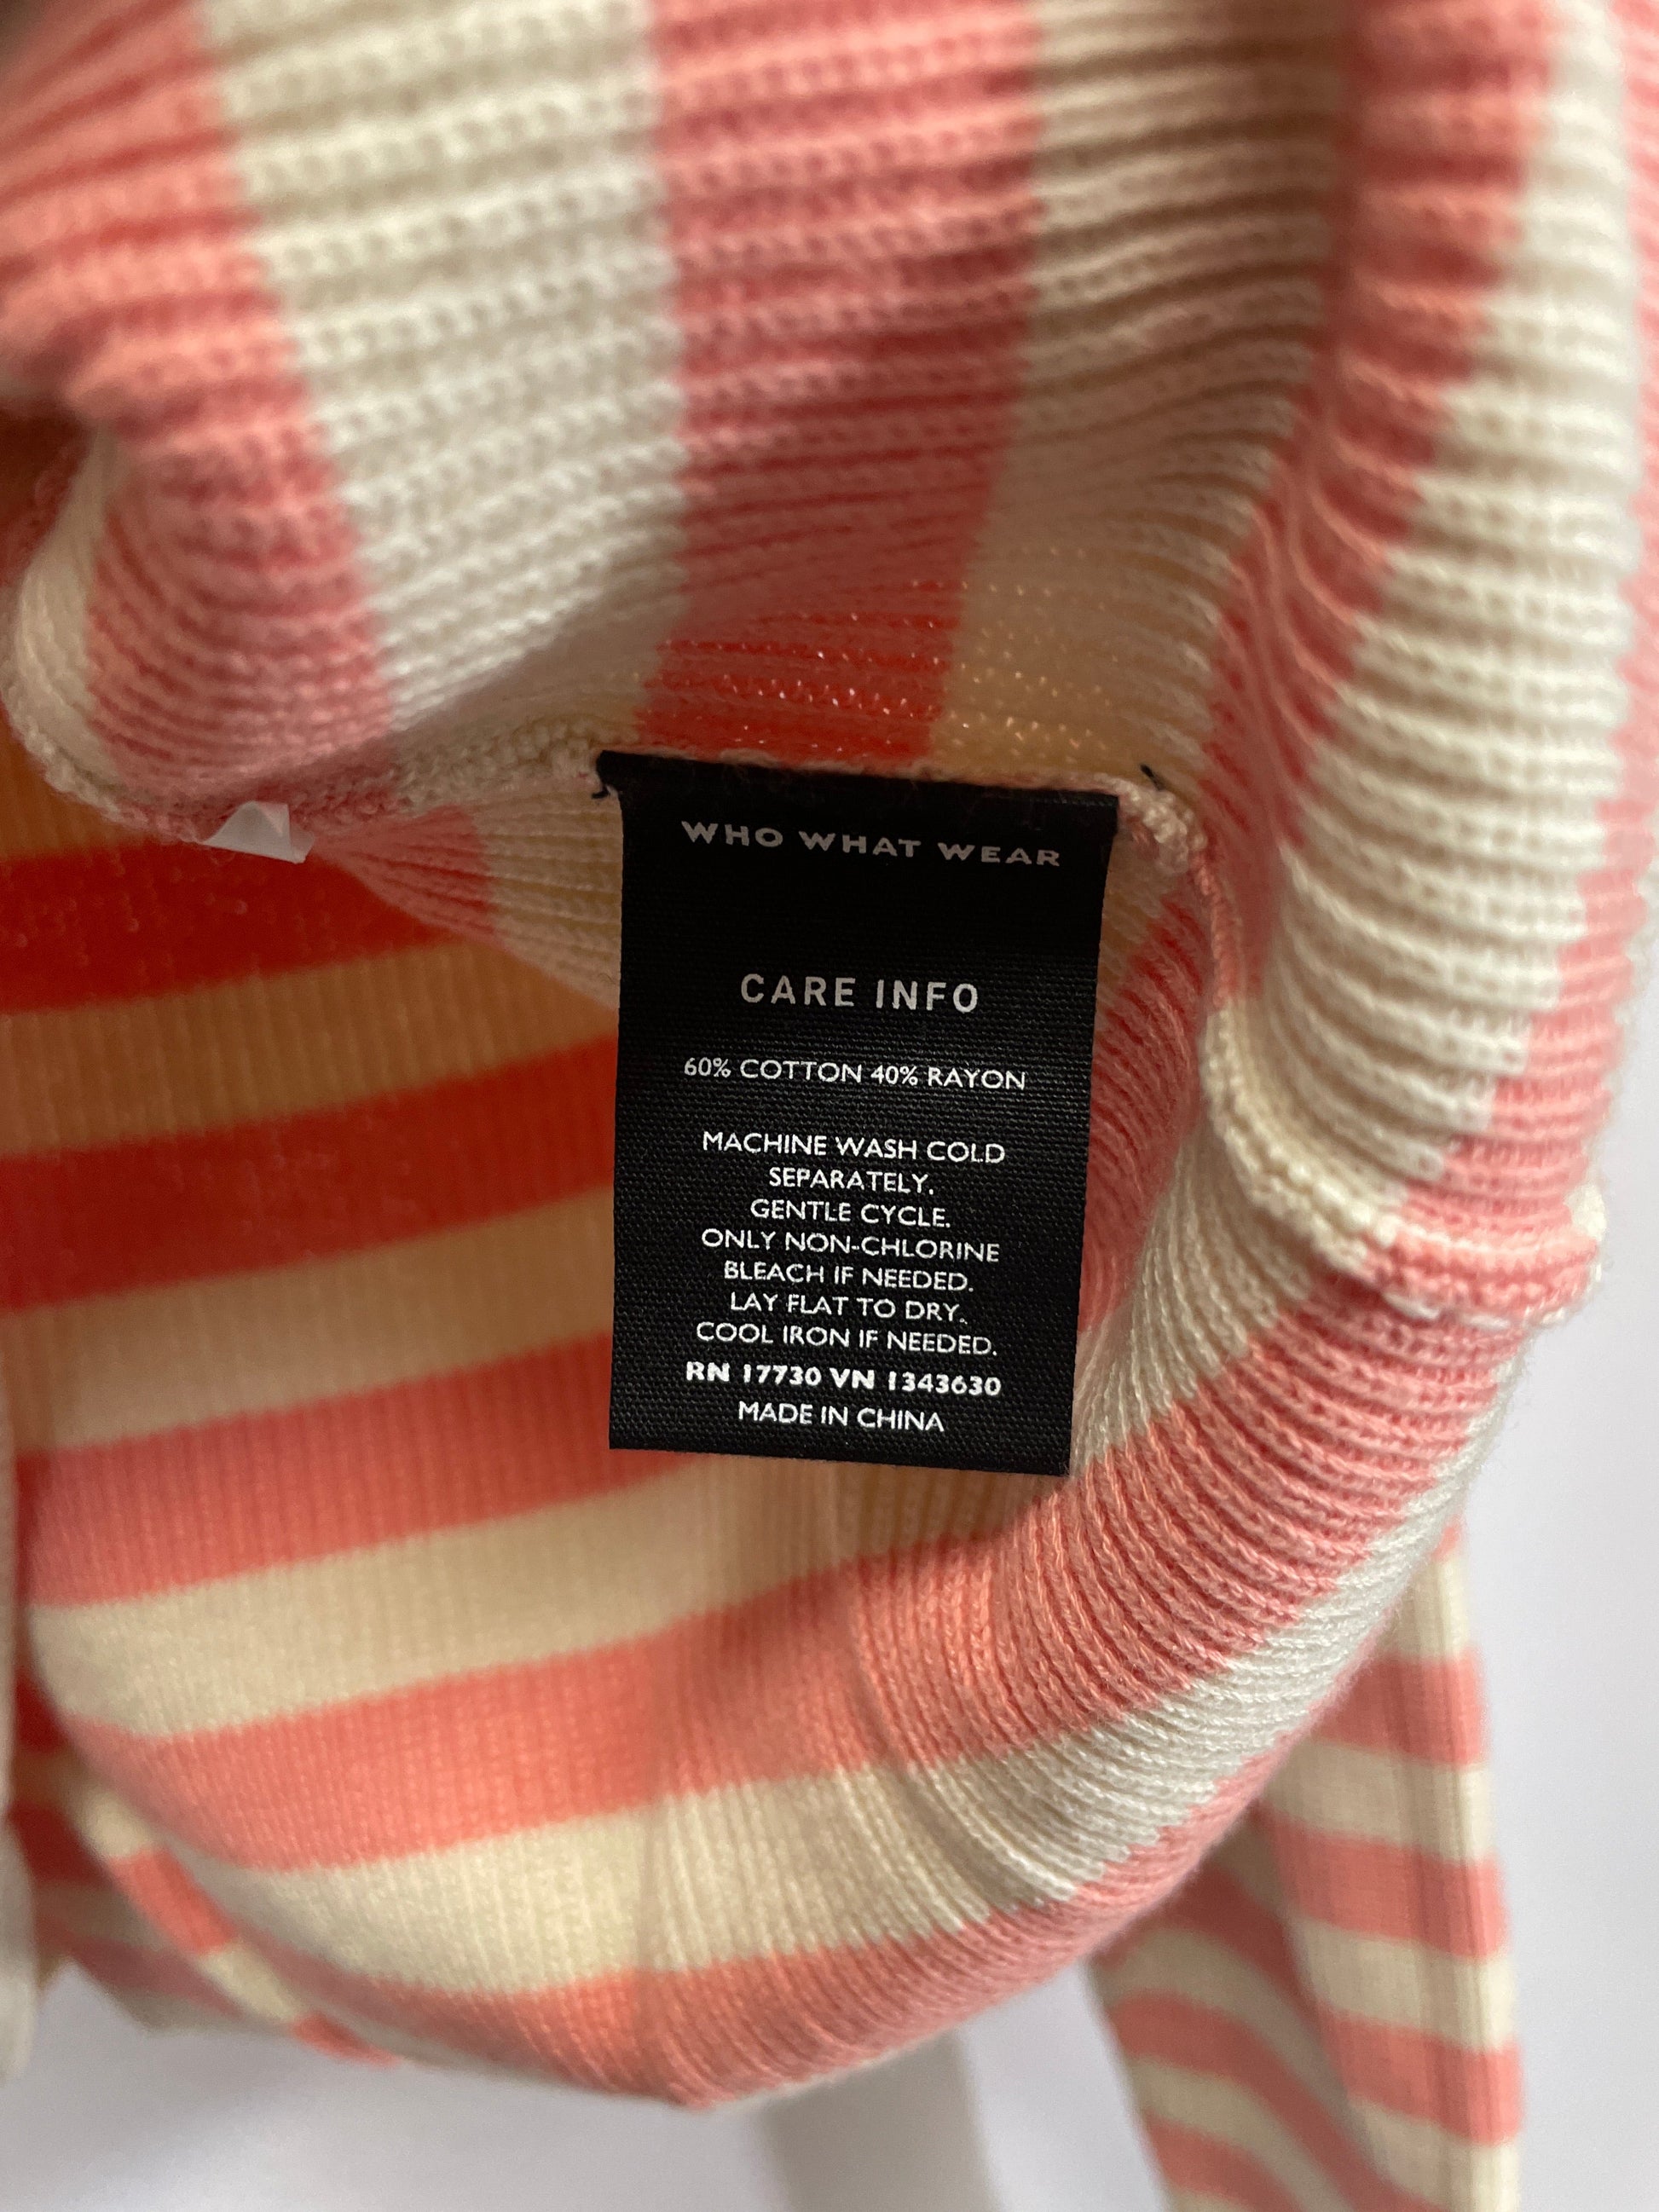 WHO WHAT WEAR
CARE INFO
60% COTTON 40% RAYON
MACHINE WASH COLD
SEPARATELY.
GENTLE CYCLE.
ONLY NON-CHLORINE
BLEACH IF NEEDED.
LAY FLAT TO DRY.
COOL IRON IF NEEDED.
RN 17730 VN 1343630
MADE IN CHINA